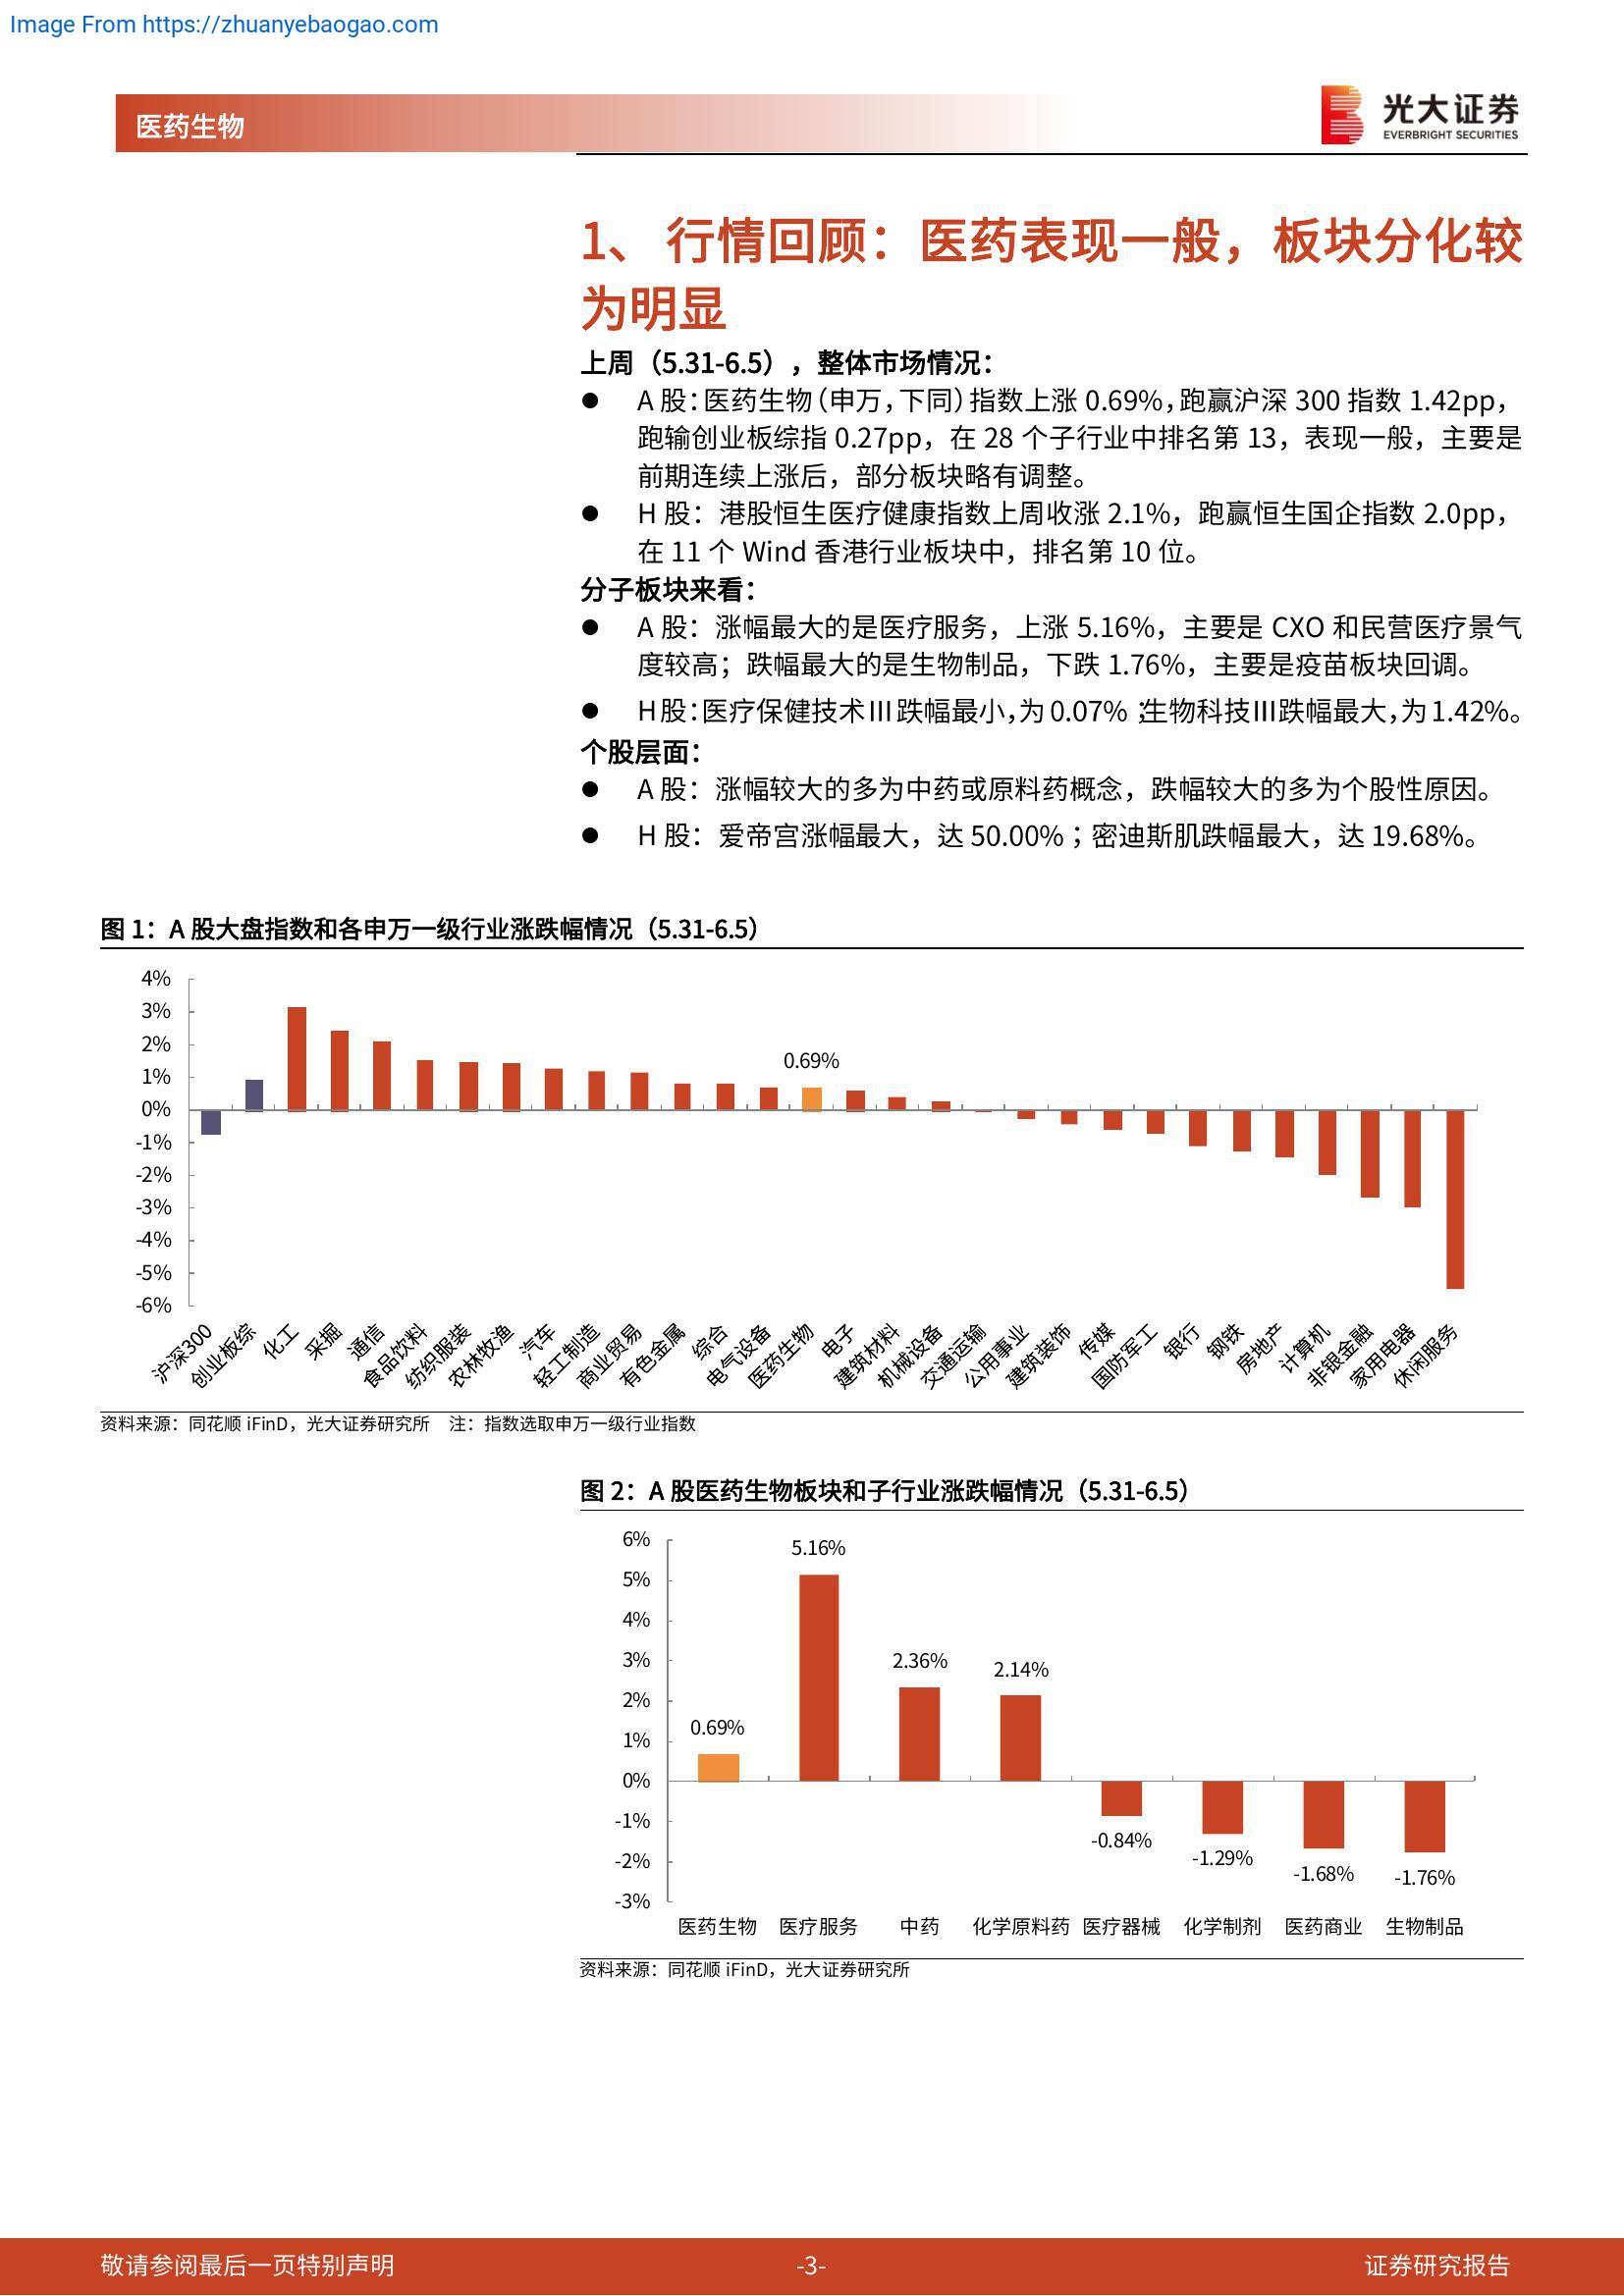 Image From https://zhuanyebaogao.com
医药生物
光大证券
EVERBRIGHT SECURITIES
1、 行情回顾：医药表现一般，板块分化较
为明显
上周（5.31-6.5），整体市场情况：
● A 股：医药生物（申万，下同）指数上涨 0.69%，跑赢沪深 300 指数 1.42pp，
跑输创业板综指 0.27pp，在 28 个子行业中排名第 13，表现一般，主要是
前期连续上涨后，部分板块略有调整。
● H 股：港股恒生医疗健康指数上周收涨 2.1%，跑赢恒生国企指数 2.0pp，
在 11 个 Wind 香港行业板块中，排名第 10 位。
分子板块来看：
● A 股：涨幅最大的是医疗服务，上涨 5.16%，主要是 CXO 和民营医疗景气
度较高；跌幅最大的是生物制品，下跌 1.76%，主要是疫苗板块回调。
● H股：医疗保健技术Ⅲ跌幅最小，为0.07%；生物科技Ⅲ跌幅最大，为1.42%。
个股层面：
● A 股：涨幅较大的多为中药或原料药概念，跌幅较大的多为个股性原因。
● H 股：爱帝宫涨幅最大，达 50.00%；密迪斯肌跌幅最大，达 19.68%。
图 1：A 股大盘指数和各申万一级行业涨跌幅情况（5.31-6.5）
4%
3%
2%
1%
0%
-1%
-2%
-3%
-4%
-5%
-6%
0.69%
沪深300 创业板综 化工 采掘 通信 食品饮料 纺织服装 农林牧渔 汽车 轻工制造 商业贸易 有色金属 综合 电气设备 医药生物 电子 建筑材料 机械设备 交通运输 公用事业 建筑装饰 传媒 国防军工 银行 钢铁 房地产 计算机 非银金融 家用电器 休闲服务
资料来源：同花顺 iFinD，光大证券研究所 注：指数选取申万一级行业指数
图 2：A 股医药生物板块和子行业涨跌幅情况（5.31-6.5）
6%
5%
4%
3%
2%
1%
0%
-1%
-2%
-3%
0.69%
5.16%
2.36%
2.14%
-0.84%
-1.29%
-1.68%
-1.76%
医药生物 医疗服务 中药 化学原料药 医疗器械 化学制剂 医药商业 生物制品
资料来源：同花顺 iFinD，光大证券研究所
敬请参阅最后一页特别声明 -3- 证券研究报告